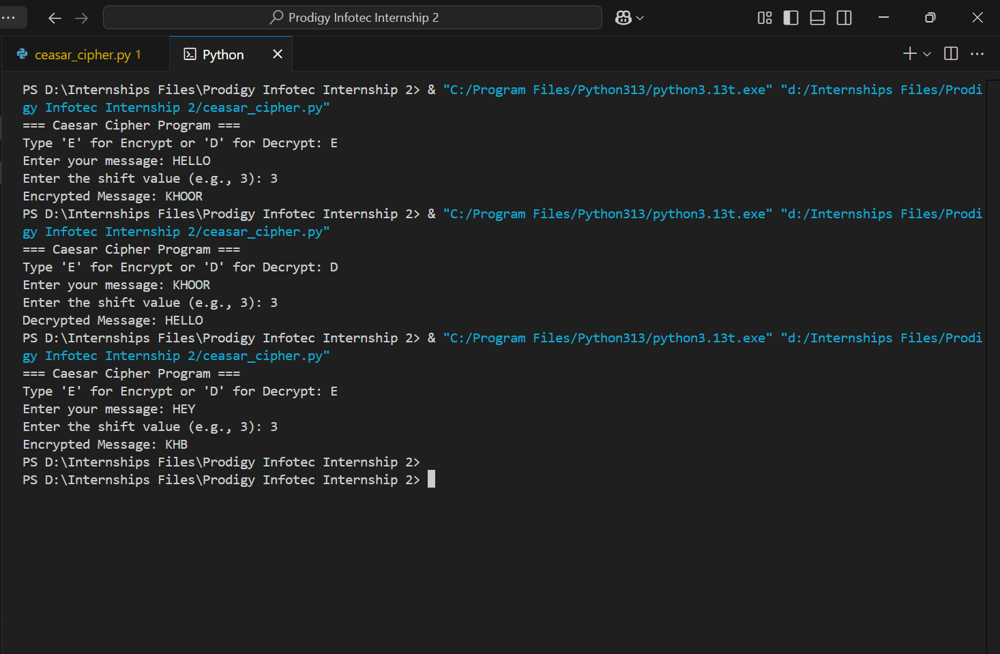 Prodigy Infotec Internship 2
ceasar_cipher.py 1
Python
PS D:\Internships Files\Prodigy Infotec Internship 2> & "C:/Program Files/Python313/python3.13t.exe" "d:/Internships Files/Prodi
gy Infotec Internship 2/ceasar_cipher.py"
=== Caesar Cipher Program ===
Type 'E' for Encrypt or 'D' for Decrypt: E
Enter your message: HELLO
Enter the shift value (e.g., 3): 3
Encrypted Message: KHOOR
PS D:\Internships Files\Prodigy Infotec Internship 2> & "C:/Program Files/Python313/python3.13t.exe" "d:/Internships Files/Prodi
gy Infotec Internship 2/ceasar_cipher.py"
=== Caesar Cipher Program ===
Type 'E' for Encrypt or 'D' for Decrypt: D
Enter your message: KHOOR
Enter the shift value (e.g., 3): 3
Decrypted Message: HELLO
PS D:\Internships Files\Prodigy Infotec Internship 2> & "C:/Program Files/Python313/python3.13t.exe" "d:/Internships Files/Prodi
gy Infotec Internship 2/ceasar_cipher.py"
=== Caesar Cipher Program ===
Type 'E' for Encrypt or 'D' for Decrypt: E
Enter your message: HEY
Enter the shift value (e.g., 3): 3
Encrypted Message: KHB
PS D:\Internships Files\Prodigy Infotec Internship 2>
PS D:\Internships Files\Prodigy Infotec Internship 2>